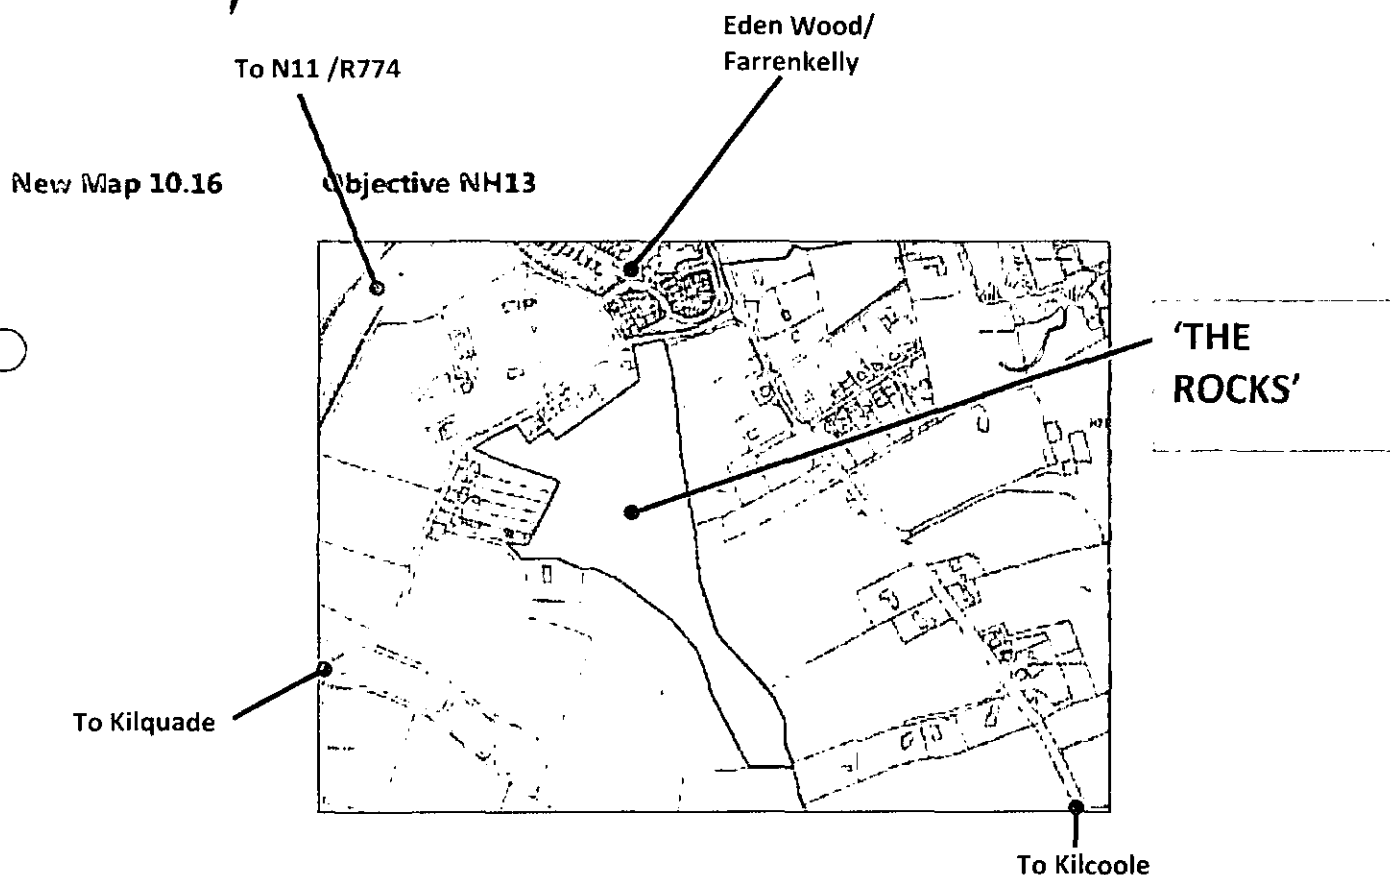 Eden Wood/
Farrenkelly
To N11 /R774
New Map 10.16 Objective NH13
'THE
ROCKS'
To Kilquade
To Kilcoole